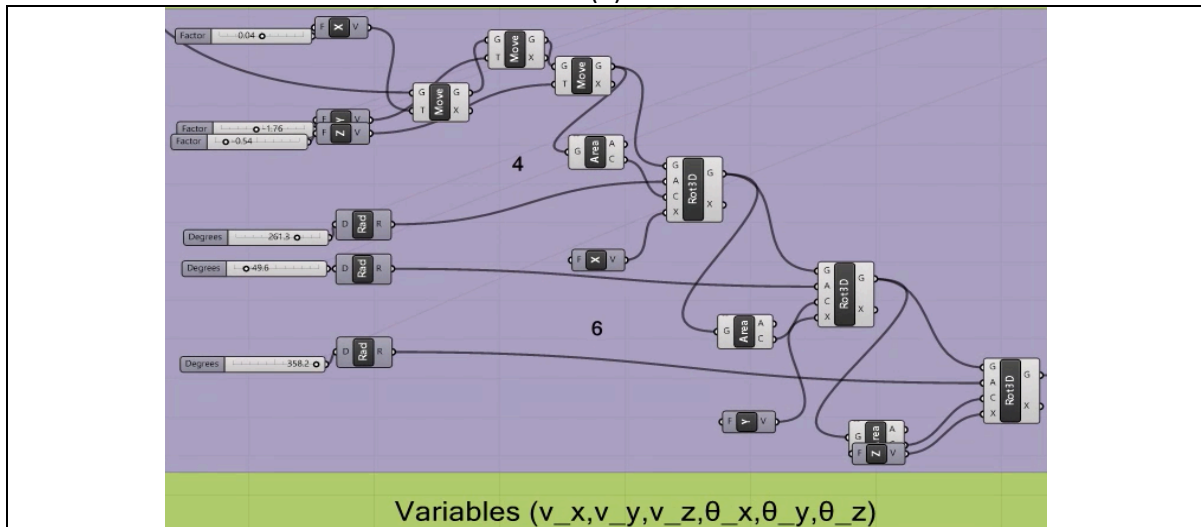 F X V
Factor 0.04
G Move G
T X
G Move G
T X
G Move G
T X
F Y V
Factor -1.76
F Z V
Factor -0.54
G Area A
C
4
G Rot3D G
A
C
X X
D Rad R
Degrees 261.3
F X V
Degrees 49.6
D Rad R
G Rot3D G
A
C
X X
6
G Area A
C
D Rad R
Degrees 358.2
G Rot3D G
A
C
X X
F Y V
G rea A
F Z V
Variables (v_x,v_y,v_z,θ_x,θ_y,θ_z)